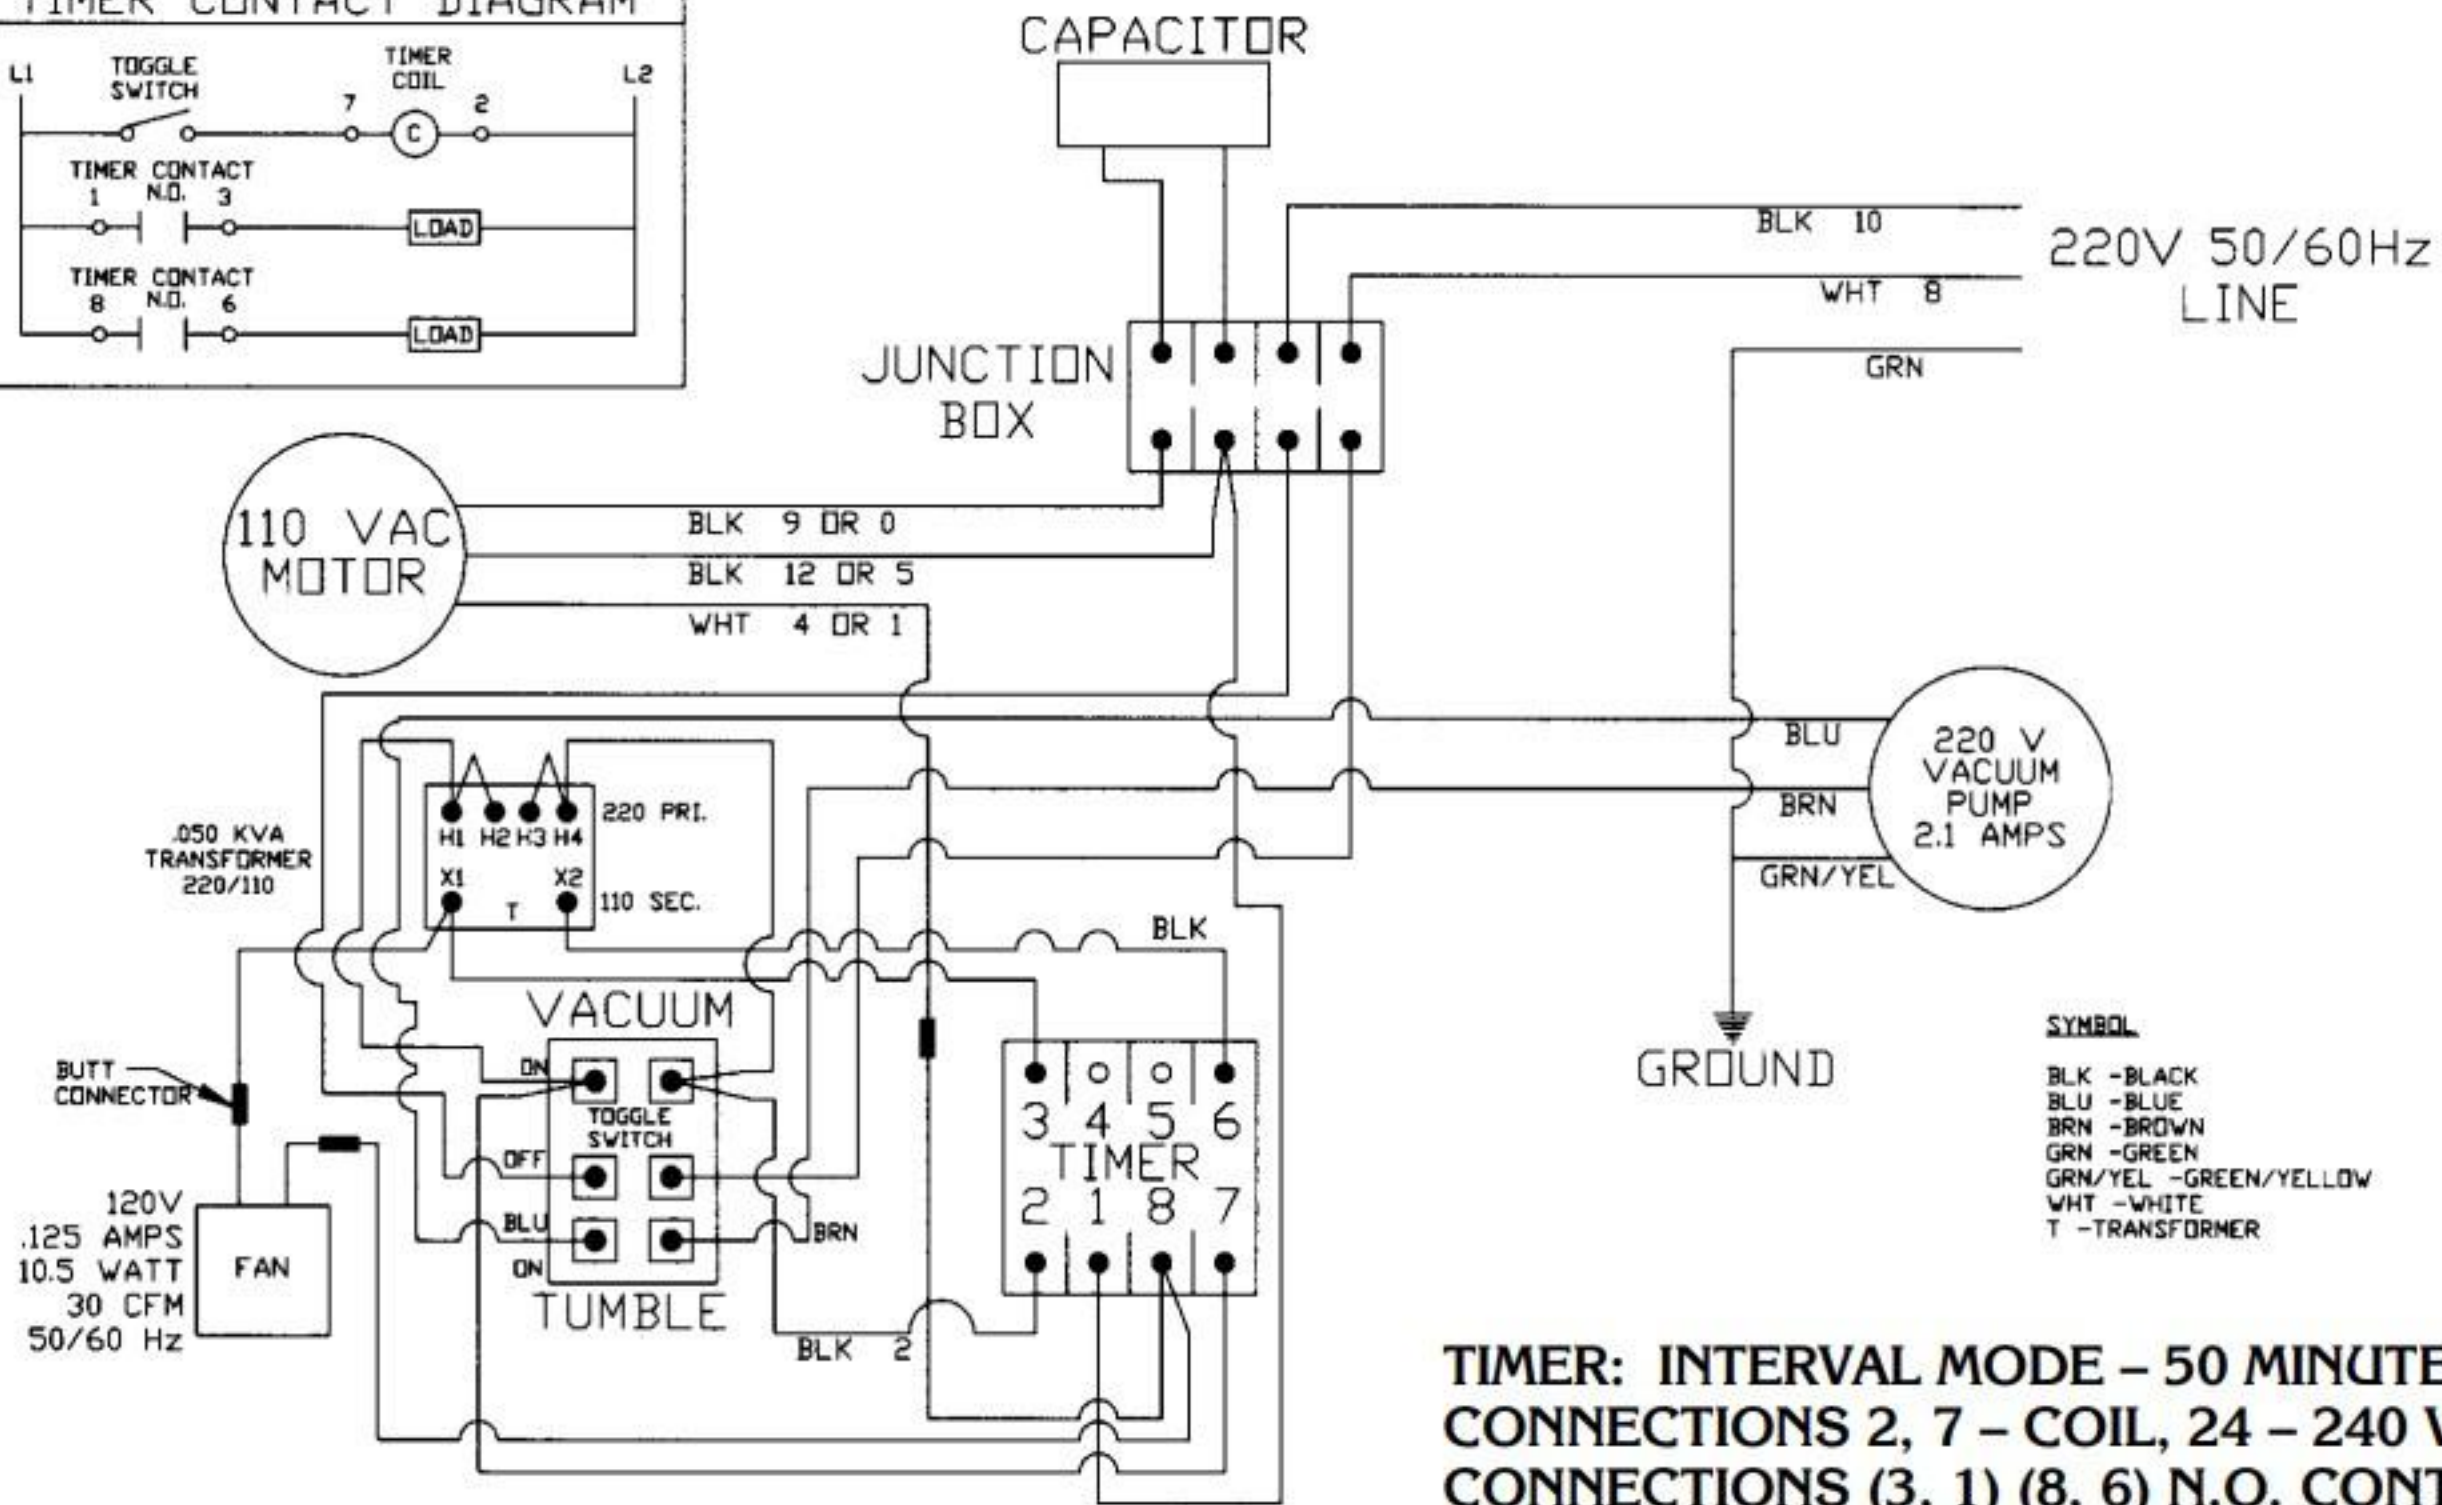 TIMER CONTACT DIAGRAM
L1
TOGGLE
SWITCH
TIMER
COIL
L2
7
C
2
TIMER CONTACT
1 N.O. 3
LOAD
TIMER CONTACT
8 N.O. 6
LOAD
CAPACITOR
BLK 10
WHT 8
GRN
220V 50/60Hz
LINE
JUNCTION
BOX
110 VAC
MOTOR
BLK 9 OR 0
BLK 12 OR 5
WHT 4 OR 1
BLU
BRN
GRN/YEL
220 V
VACUUM
PUMP
2.1 AMPS
.050 KVA
TRANSFORMER
220/110
H1 H2 H3 H4
220 PRI.
X1 X2
T
110 SEC.
BLK
VACUUM
ON
TOGGLE
SWITCH
OFF
BLU
BRN
ON
TUMBLE
BUTT
CONNECTOR
120V
.125 AMPS
10.5 WATT
30 CFM
50/60 Hz
FAN
3 4 5 6
TIMER
2 1 8 7
BLK 2
GROUND
SYMBOL
BLK -BLACK
BLU -BLUE
BRN -BROWN
GRN -GREEN
GRN/YEL -GREEN/YELLOW
WHT -WHITE
T -TRANSFORMER
TIMER: INTERVAL MODE – 50 MINUTE
CONNECTIONS 2, 7 – COIL, 24 – 240 V
CONNECTIONS (3, 1) (8, 6) N.O. CONT